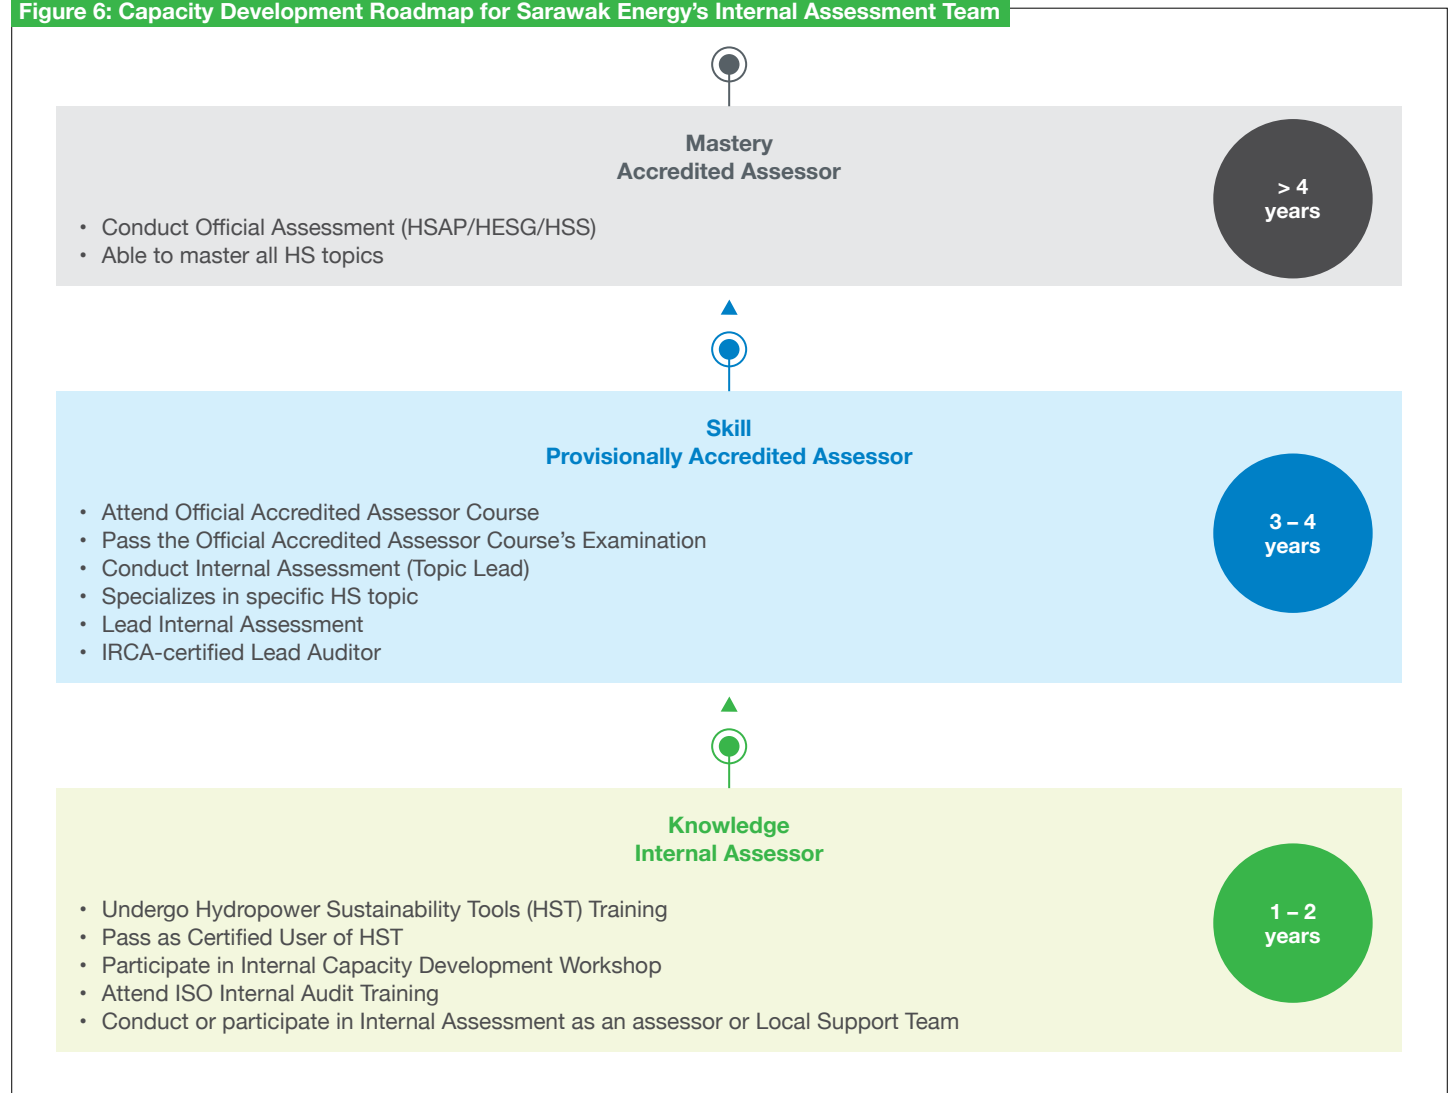 Figure 6: Capacity Development Roadmap for Sarawak Energy’s Internal Assessment Team
Mastery
Accredited Assessor
• Conduct Official Assessment (HSAP/HESG/HSS)
• Able to master all HS topics
> 4
years
Skill
Provisionally Accredited Assessor
• Attend Official Accredited Assessor Course
• Pass the Official Accredited Assessor Course’s Examination
• Conduct Internal Assessment (Topic Lead)
• Specializes in specific HS topic
• Lead Internal Assessment
• IRCA-certified Lead Auditor
3 – 4
years
Knowledge
Internal Assessor
• Undergo Hydropower Sustainability Tools (HST) Training
• Pass as Certified User of HST
• Participate in Internal Capacity Development Workshop
• Attend ISO Internal Audit Training
• Conduct or participate in Internal Assessment as an assessor or Local Support Team
1 – 2
years